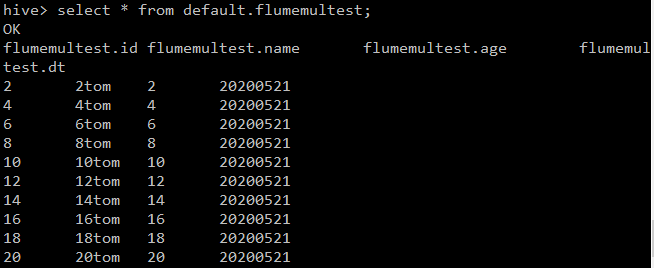 hive> select * from default.flumemultest;
OK
flumemultest.id flumemultest.name flumemultest.age flumemul
test.dt
2 2tom 2 20200521
4 4tom 4 20200521
6 6tom 6 20200521
8 8tom 8 20200521
10 10tom 10 20200521
12 12tom 12 20200521
14 14tom 14 20200521
16 16tom 16 20200521
18 18tom 18 20200521
20 20tom 20 20200521